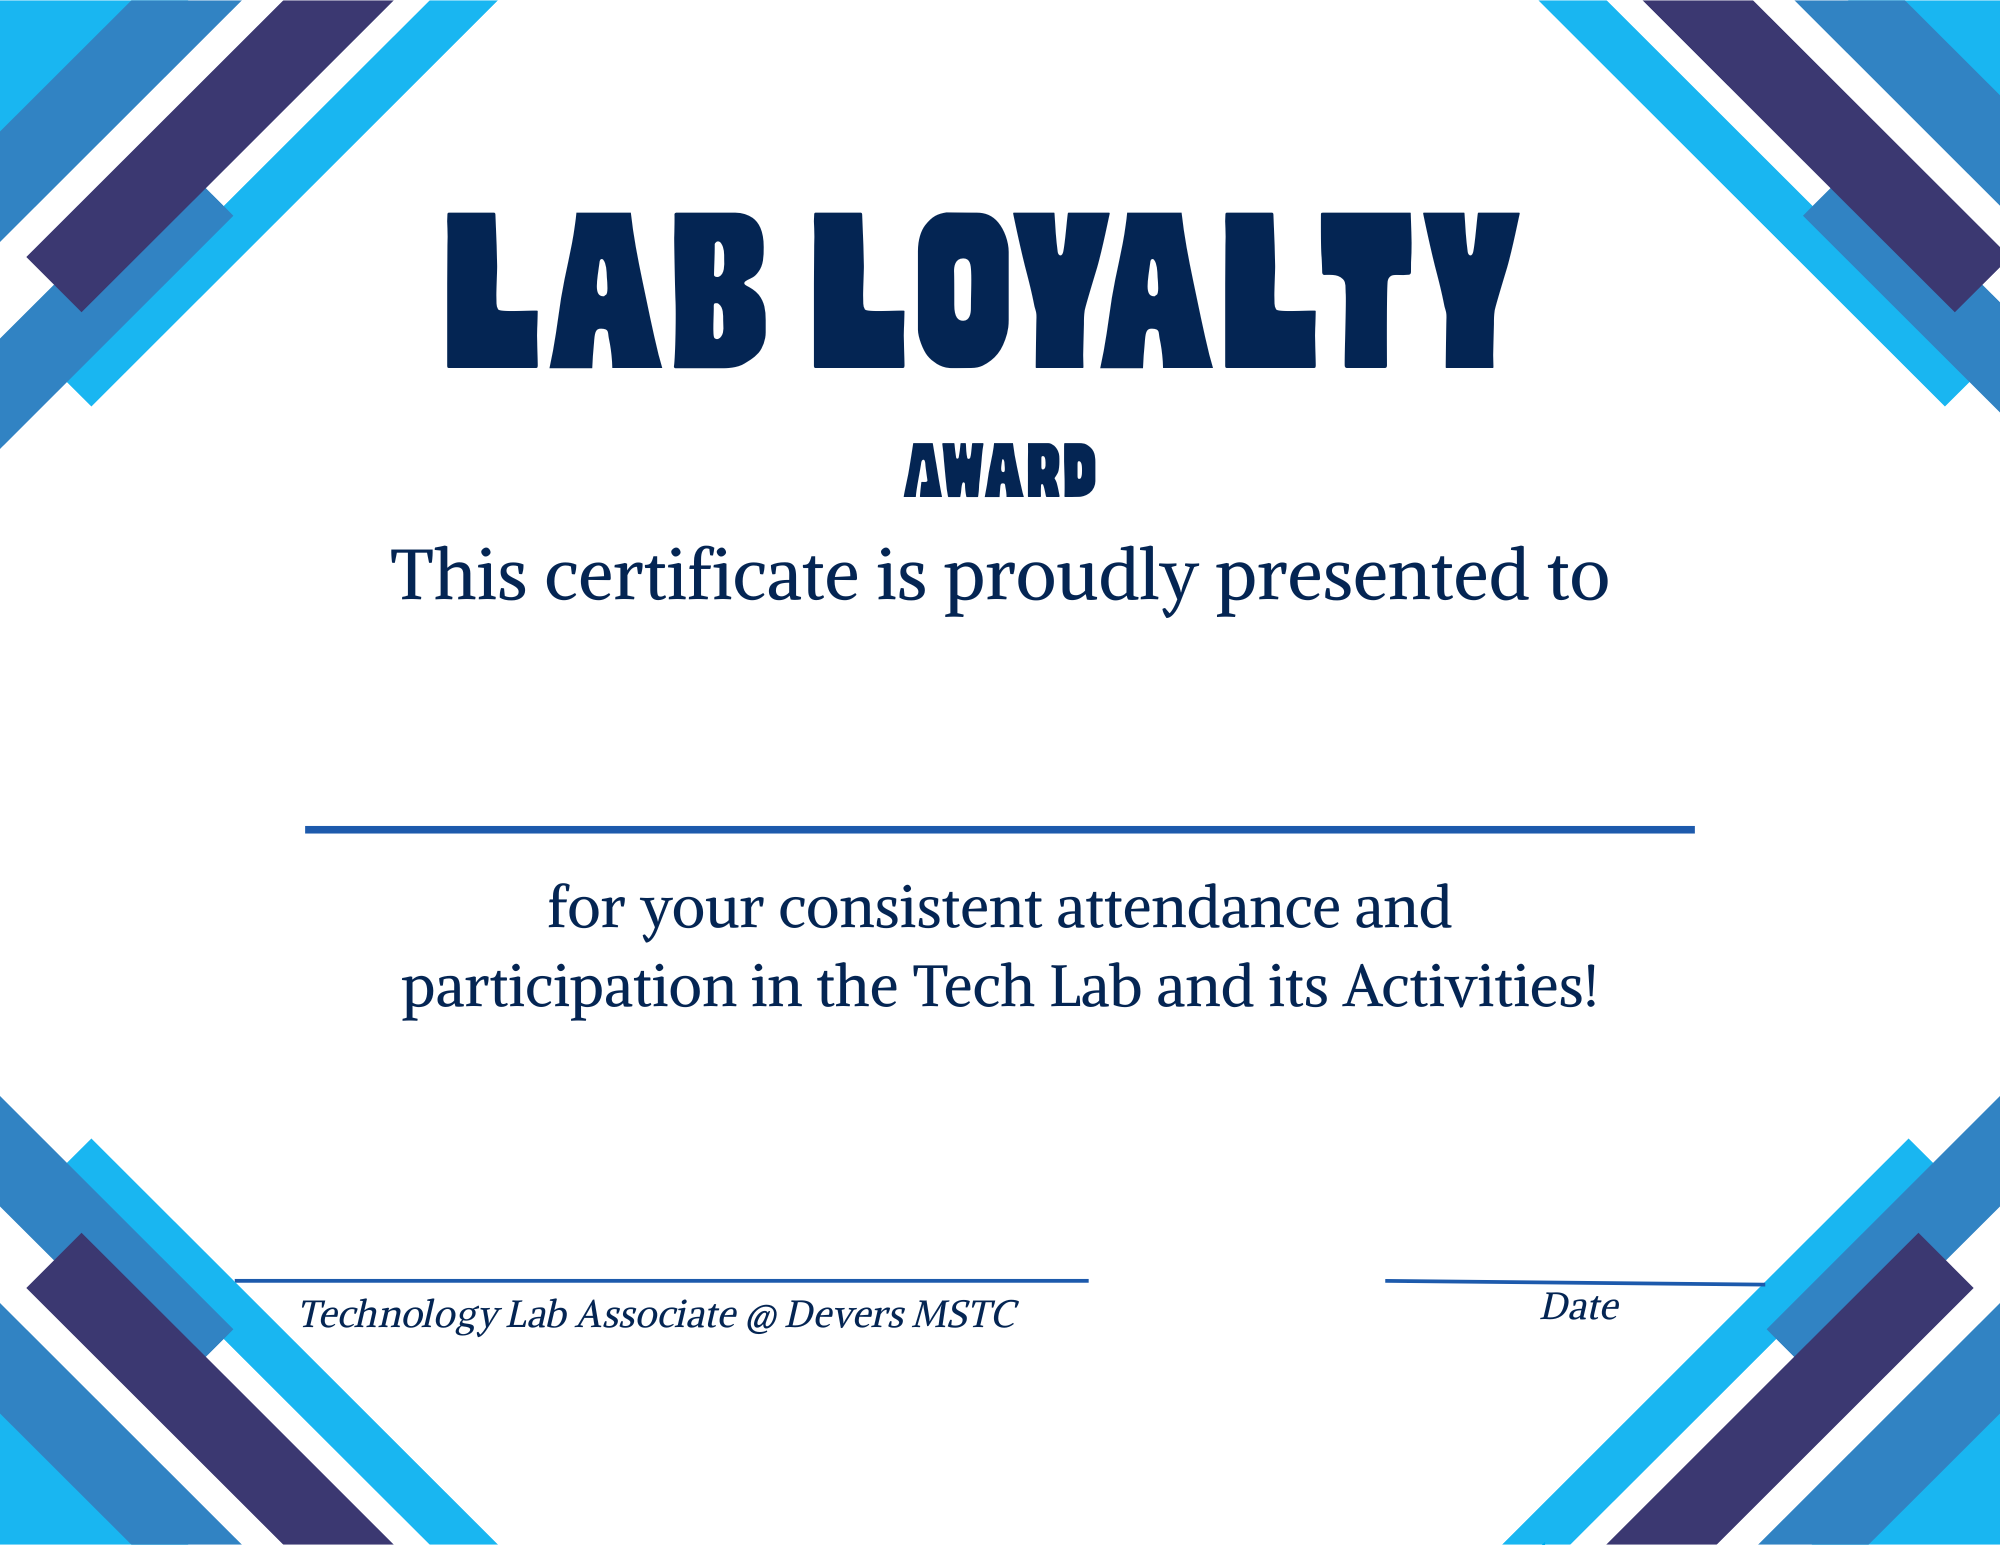 LAB LOYALTY
AWARD
This certificate is proudly presented to
for your consistent attendance and
participation in the Tech Lab and its Activities!
Technology Lab Associate @ Devers MSTC
Date